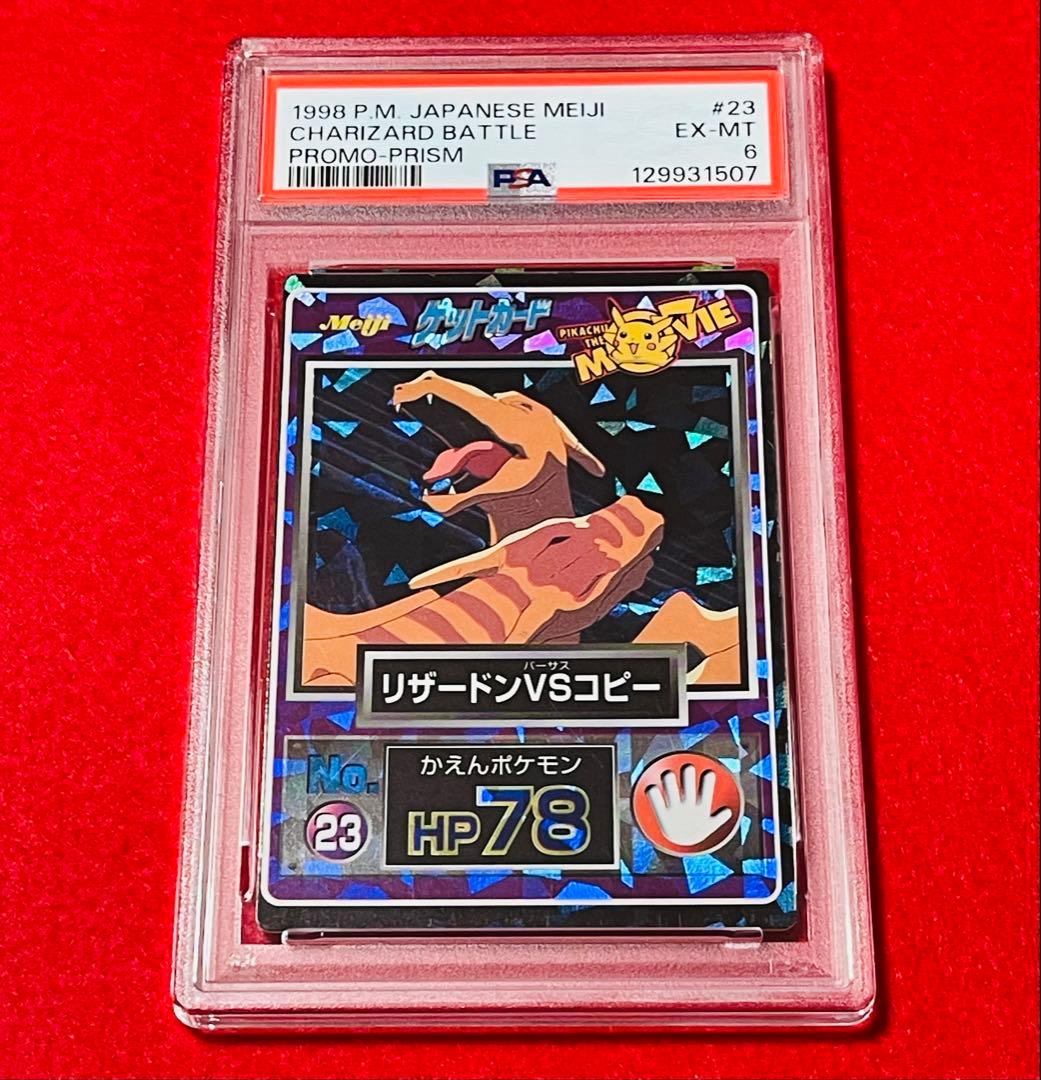 1998 P.M. JAPANESE MEIJI #23
CHARIZARD BATTLE EX-MT
PROMO-PRISM 6
PSA 129931507
Meiji ゲットカード
PIKACHU THE MOVIE
バーサス
リザードンVSコピー
No. 23
かえんポケモン
HP78